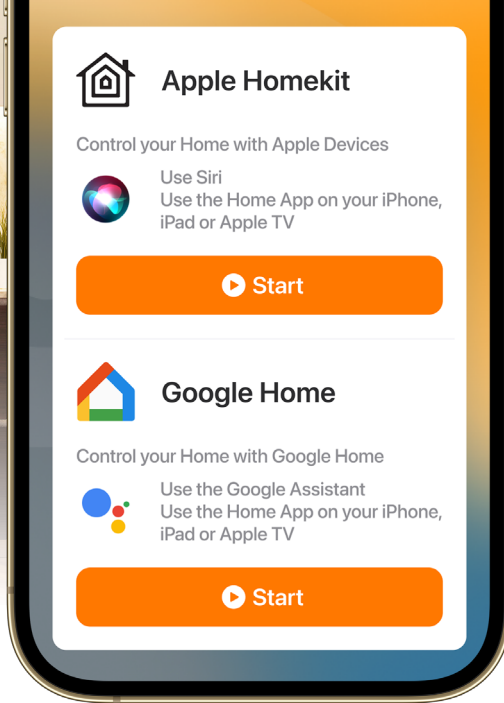 Apple Homekit
Control your Home with Apple Devices
Use Siri
Use the Home App on your iPhone,
iPad or Apple TV
Start
Google Home
Control your Home with Google Home
Use the Google Assistant
Use the Home App on your iPhone,
iPad or Apple TV
Start